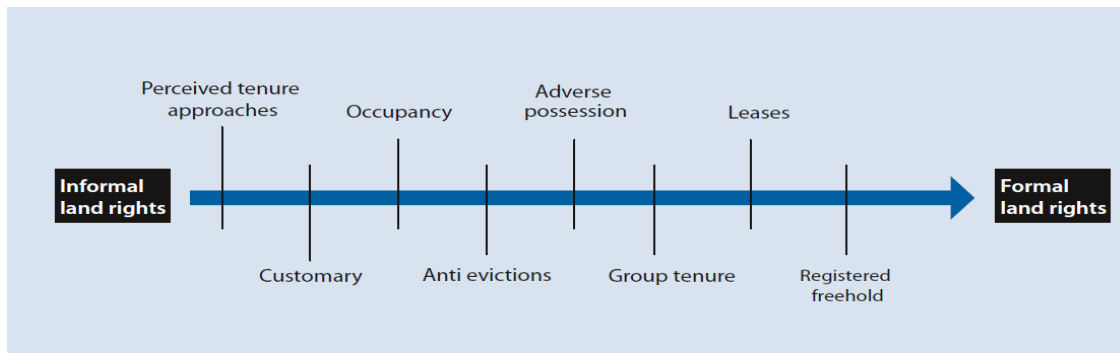 Perceived tenure
approaches
Occupancy
Adverse
possession
Leases
Informal
land rights
Formal
land rights
Customary
Anti evictions
Group tenure
Registered
freehold